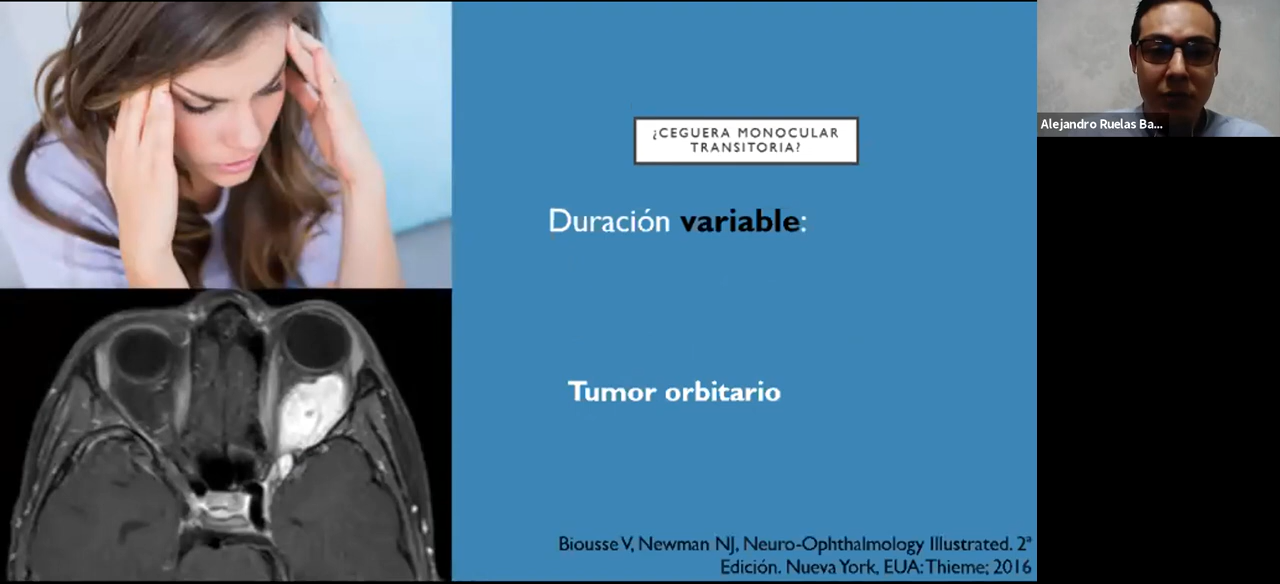 ¿CEGUERA MONOCULAR
TRANSITORIA?
Alejandro Ruelas Ba...
Duración variable:
Tumor orbitario
Biousse V, Newman NJ, Neuro-Ophthalmology Illustrated. 2ª
Edición. Nueva York, EUA: Thieme; 2016